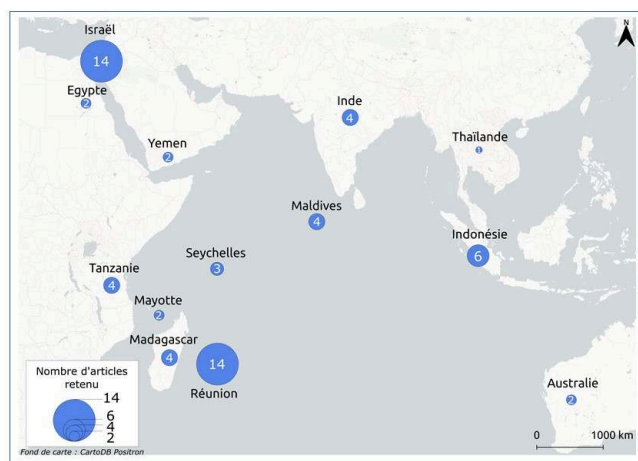 N
Israël
14
Egypte
2
Inde
4
Yemen
2
Thaïlande
1
Maldives
4
Indonésie
6
Seychelles
3
Tanzanie
4
Mayotte
2
Madagascar
4
14
Réunion
Australie
2
Nombre d'articles
retenu
14
6
4
2
0 1000 km
Fond de carte : CartoDB Positron